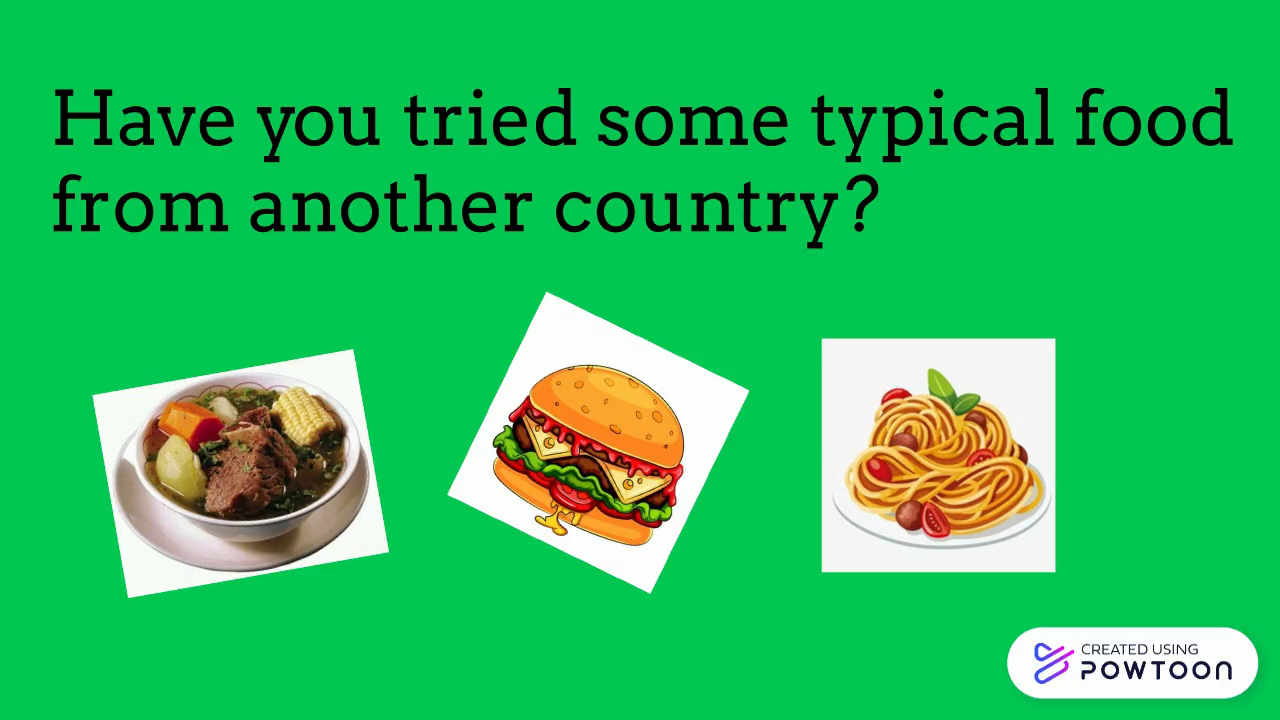 Have you tried some typical food
from another country?
CREATED USING
POWTOON